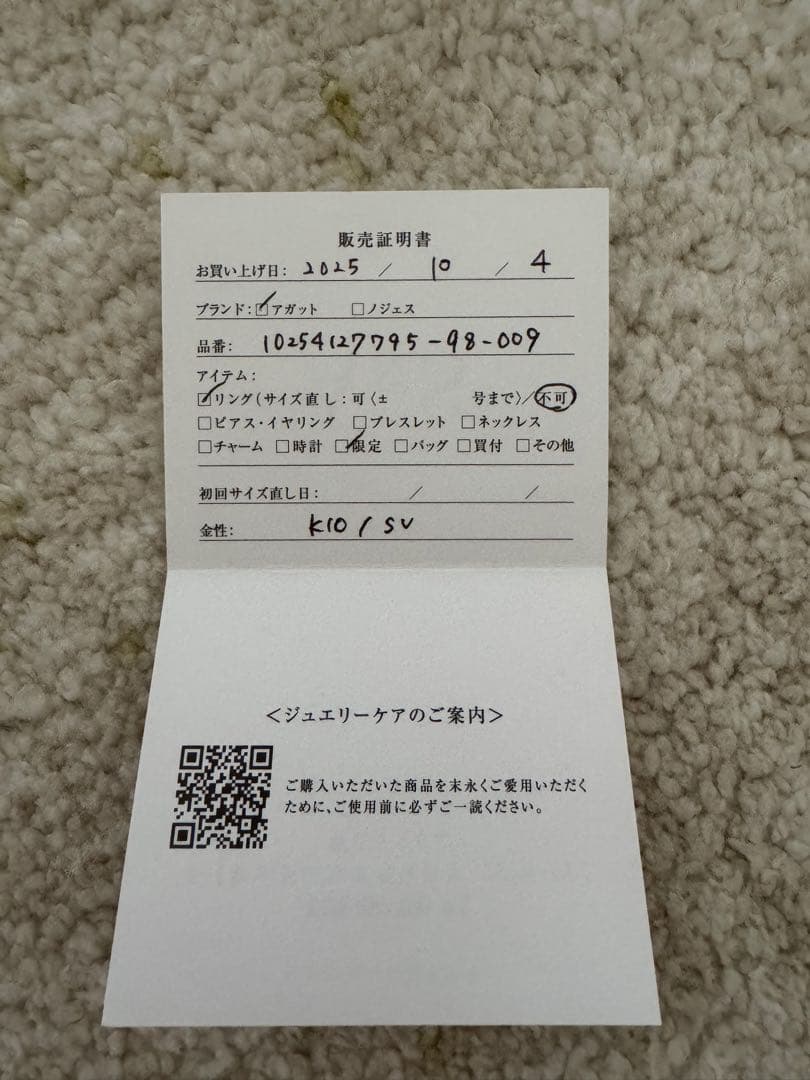 販売証明書
お買い上げ日: 2025 / 10 / 4
ブランド: ☑アガット □ノジェス
品番: 10254127795-98-009
アイテム:
☑リング(サイズ直し:可〈± 号まで〉/不可
□ピアス・イヤリング □ブレスレット □ネックレス
□チャーム □時計 ☑限定 □バッグ □買付 □その他
初回サイズ直し日: / /
金性: K10 / SV
<ジュエリーケアのご案内>
ご購入いただいた商品を末永くご愛用いただく
ために、ご使用前に必ずご一読ください。